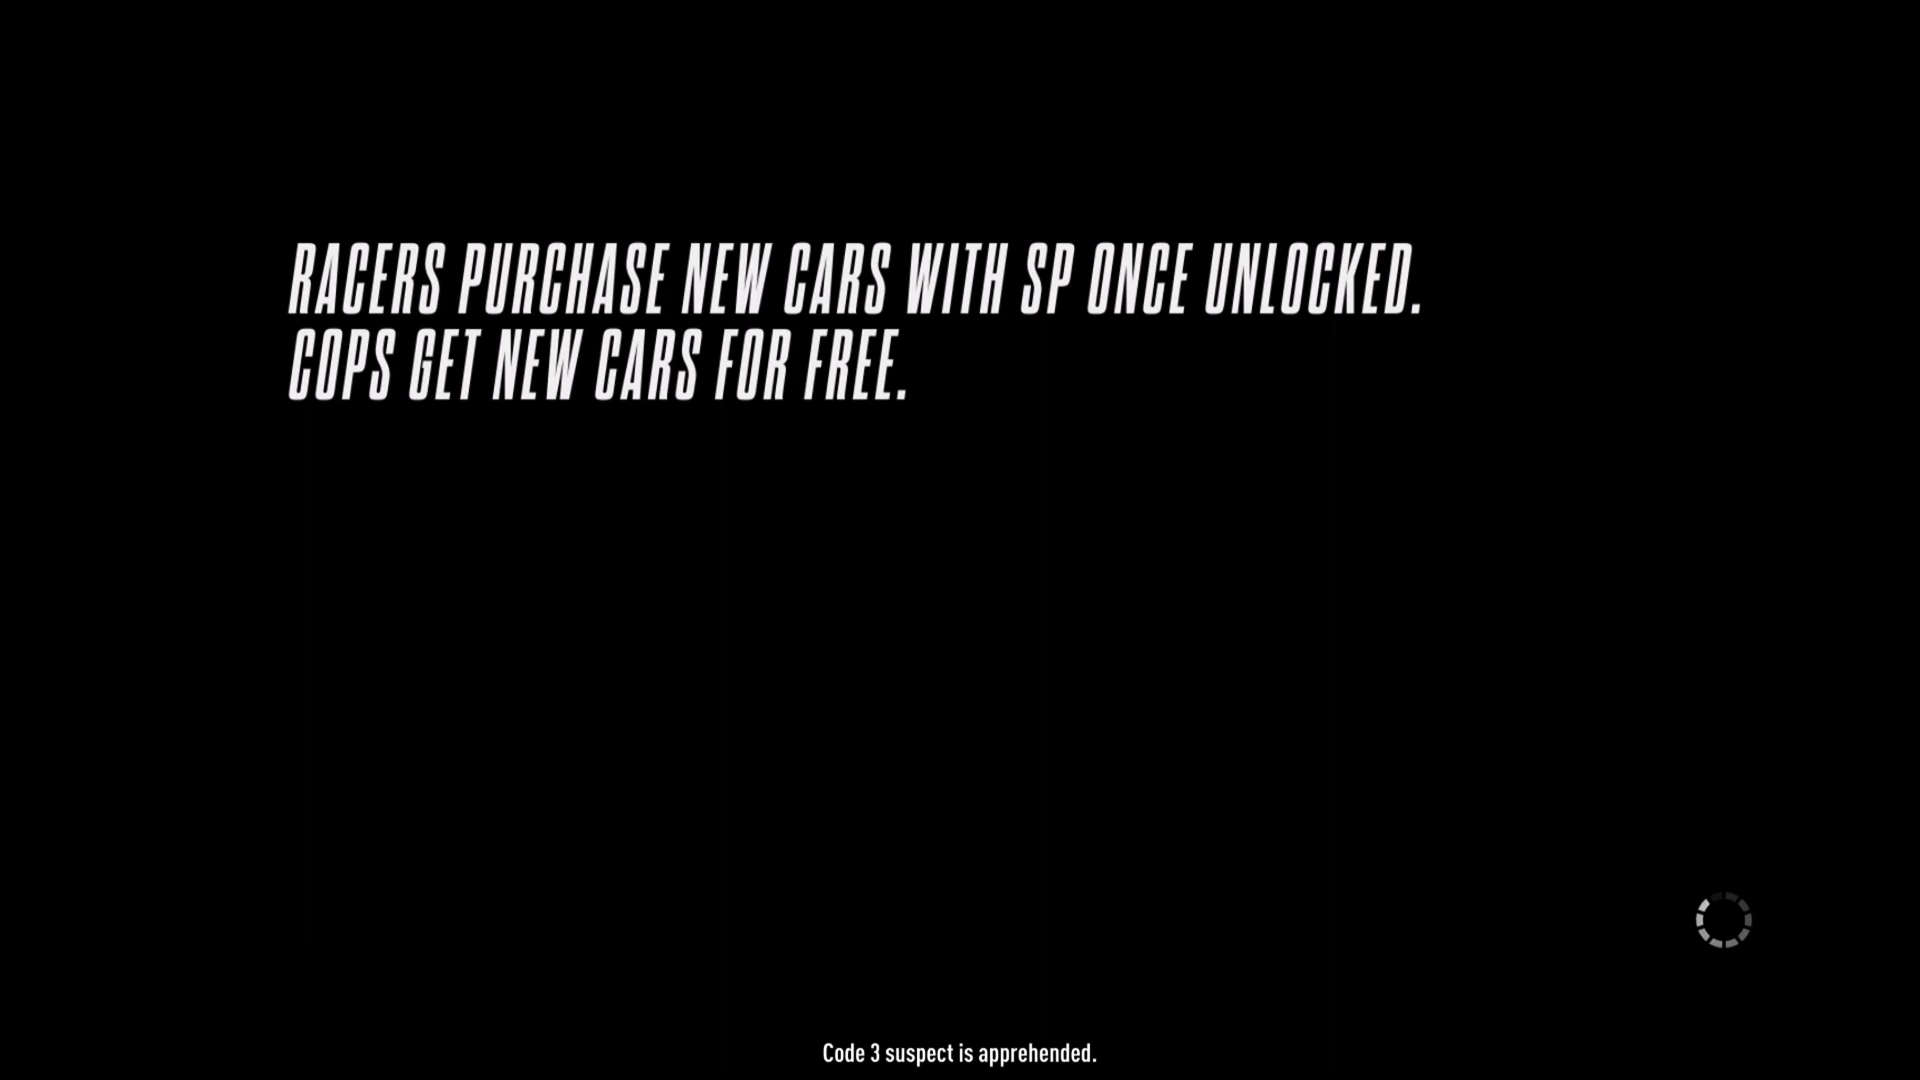 RACERS PURCHASE NEW CARS WITH SP ONCE UNLOCKED.
COPS GET NEW CARS FOR FREE.
Code 3 suspect is apprehended.